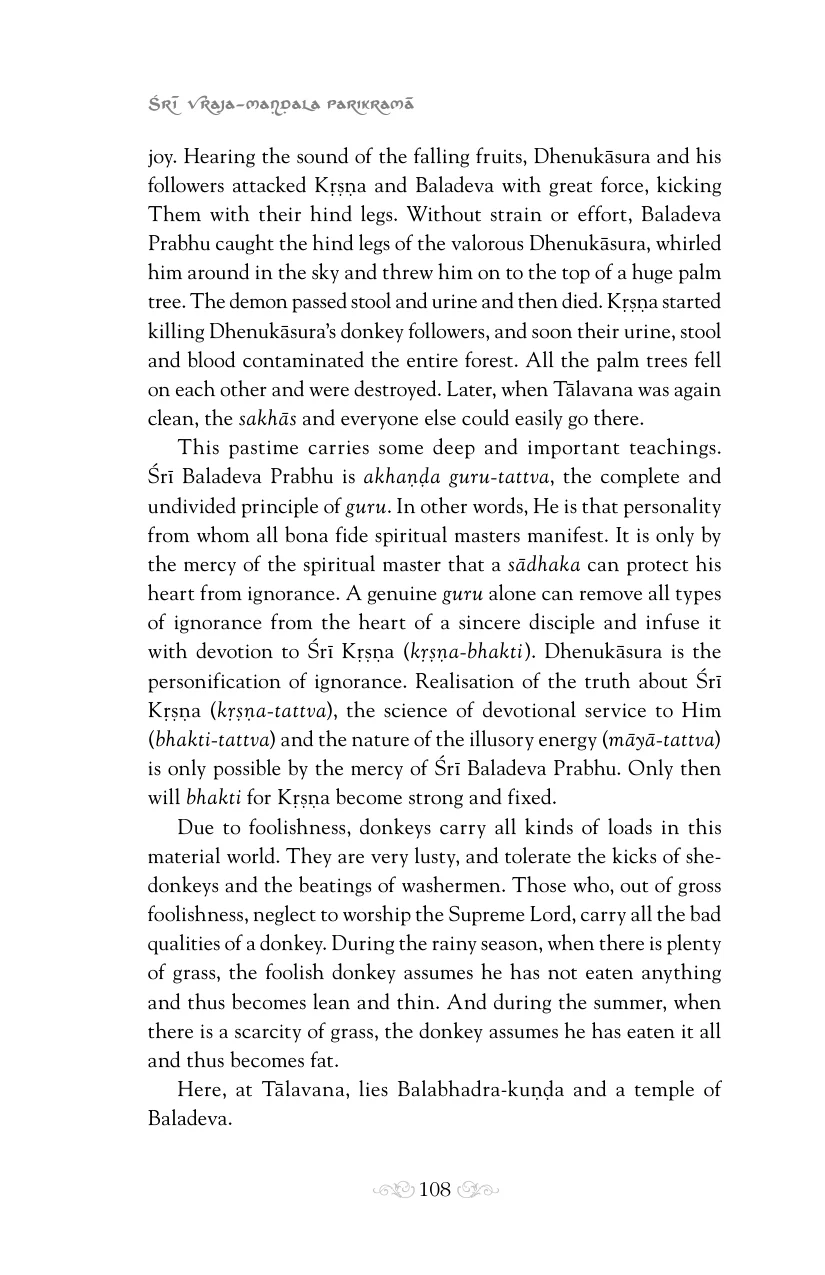 Śrī Vraja-maṇḍala Parikramā
joy. Hearing the sound of the falling fruits, Dhenukāsura and his
followers attacked Kṛṣṇa and Baladeva with great force, kicking
Them with their hind legs. Without strain or effort, Baladeva
Prabhu caught the hind legs of the valorous Dhenukāsura, whirled
him around in the sky and threw him on to the top of a huge palm
tree. The demon passed stool and urine and then died. Kṛṣṇa started
killing Dhenukāsura’s donkey followers, and soon their urine, stool
and blood contaminated the entire forest. All the palm trees fell
on each other and were destroyed. Later, when Tālavana was again
clean, the sakhās and everyone else could easily go there.
This pastime carries some deep and important teachings.
Śrī Baladeva Prabhu is akhaṇḍa guru-tattva, the complete and
undivided principle of guru. In other words, He is that personality
from whom all bona fide spiritual masters manifest. It is only by
the mercy of the spiritual master that a sādhaka can protect his
heart from ignorance. A genuine guru alone can remove all types
of ignorance from the heart of a sincere disciple and infuse it
with devotion to Śrī Kṛṣṇa (kṛṣṇa-bhakti). Dhenukāsura is the
personification of ignorance. Realisation of the truth about Śrī
Kṛṣṇa (kṛṣṇa-tattva), the science of devotional service to Him
(bhakti-tattva) and the nature of the illusory energy (māyā-tattva)
is only possible by the mercy of Śrī Baladeva Prabhu. Only then
will bhakti for Kṛṣṇa become strong and fixed.
Due to foolishness, donkeys carry all kinds of loads in this
material world. They are very lusty, and tolerate the kicks of she-
donkeys and the beatings of washermen. Those who, out of gross
foolishness, neglect to worship the Supreme Lord, carry all the bad
qualities of a donkey. During the rainy season, when there is plenty
of grass, the foolish donkey assumes he has not eaten anything
and thus becomes lean and thin. And during the summer, when
there is a scarcity of grass, the donkey assumes he has eaten it all
and thus becomes fat.
Here, at Tālavana, lies Balabhadra-kuṇḍa and a temple of
Baladeva.
108